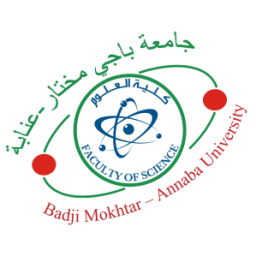 جامعة باجي مختار -عنابة
كلية العلوم
FACULTY OF SCIENCE
Badji Mokhtar – Annaba University